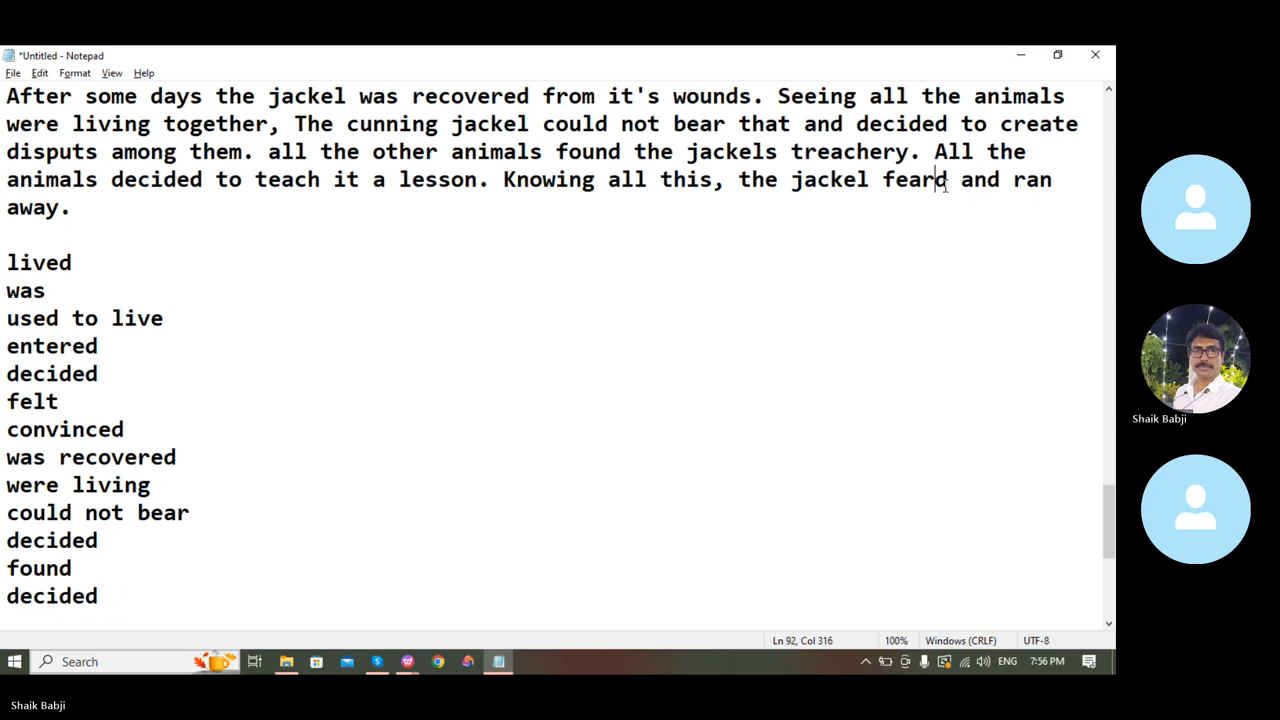 *Untitled - Notepad
File Edit Format View Help
After some days the jackel was recovered from it's wounds. Seeing all the animals
were living together, The cunning jackel could not bear that and decided to create
disputs among them. all the other animals found the jackels treachery. All the
animals decided to teach it a lesson. Knowing all this, the jackel feard and ran
away.
lived
was
used to live
entered
decided
felt
convinced
was recovered
were living
could not bear
decided
found
decided
Shaik Babji
Ln 92, Col 316 100% Windows (CRLF) UTF-8
Search ENG 7:56 PM
Shaik Babji